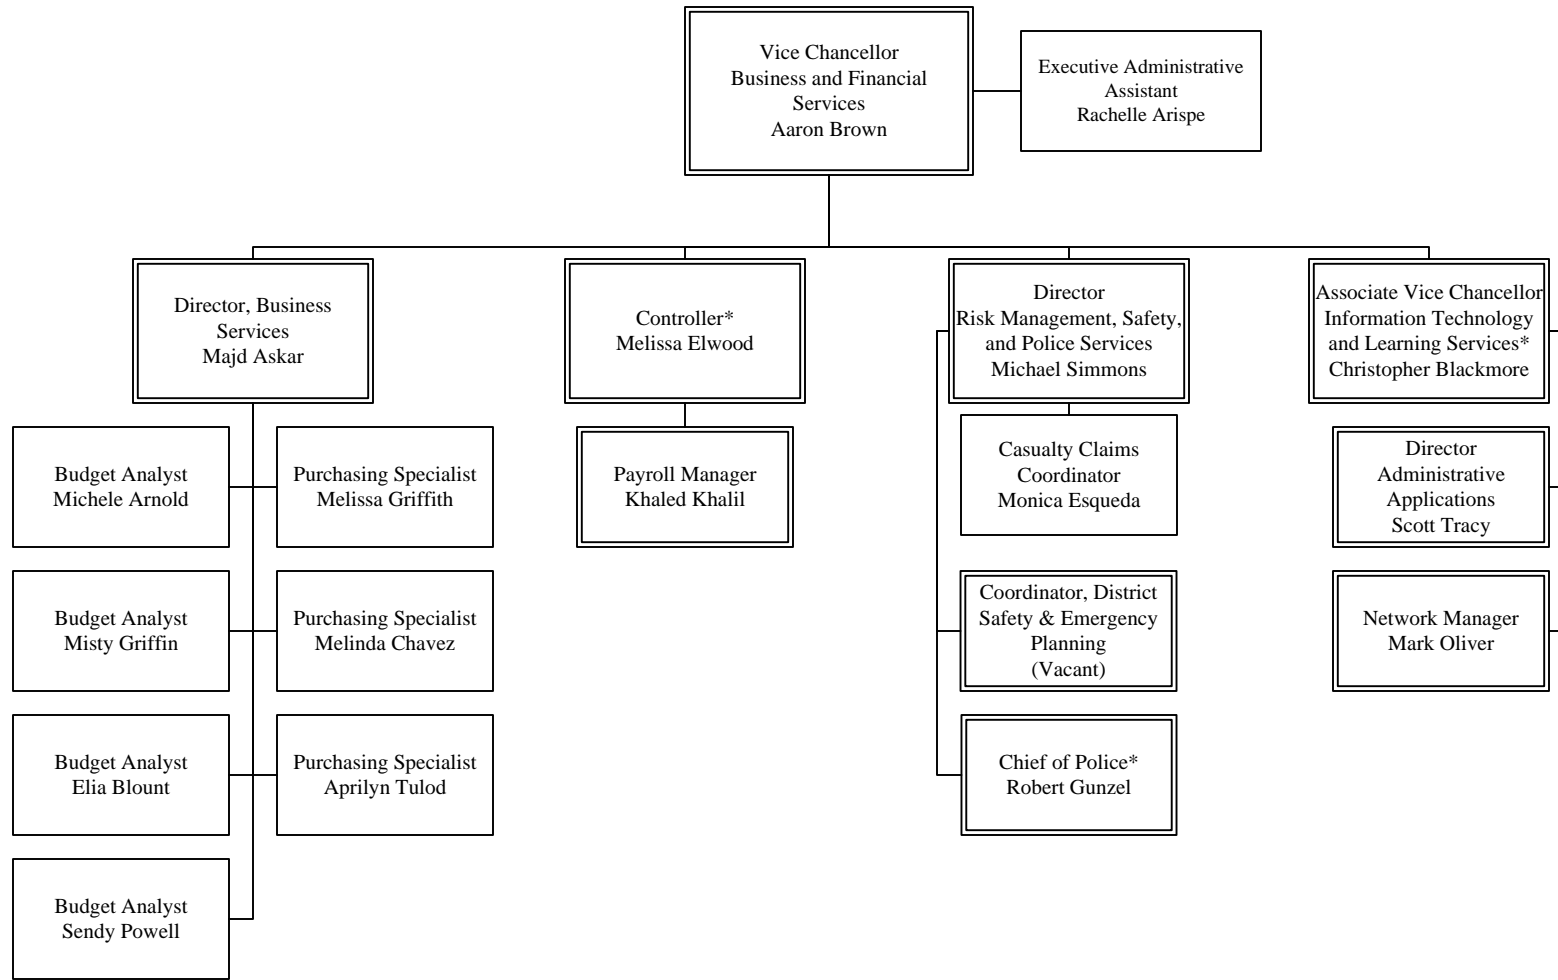 Vice Chancellor
Business and Financial
Services
Aaron Brown
Executive Administrative
Assistant
Rachelle Arispe
Director, Business
Services
Majd Askar
Controller*
Melissa Elwood
Director
Risk Management, Safety,
and Police Services
Michael Simmons
Associate Vice Chancellor
Information Technology
and Learning Services*
Christopher Blackmore
Budget Analyst
Michele Arnold
Purchasing Specialist
Melissa Griffith
Payroll Manager
Khaled Khalil
Casualty Claims
Coordinator
Monica Esqueda
Director
Administrative
Applications
Scott Tracy
Budget Analyst
Misty Griffin
Purchasing Specialist
Melinda Chavez
Coordinator, District
Safety & Emergency
Planning
(Vacant)
Network Manager
Mark Oliver
Budget Analyst
Elia Blount
Purchasing Specialist
Aprilyn Tulod
Chief of Police*
Robert Gunzel
Budget Analyst
Sendy Powell